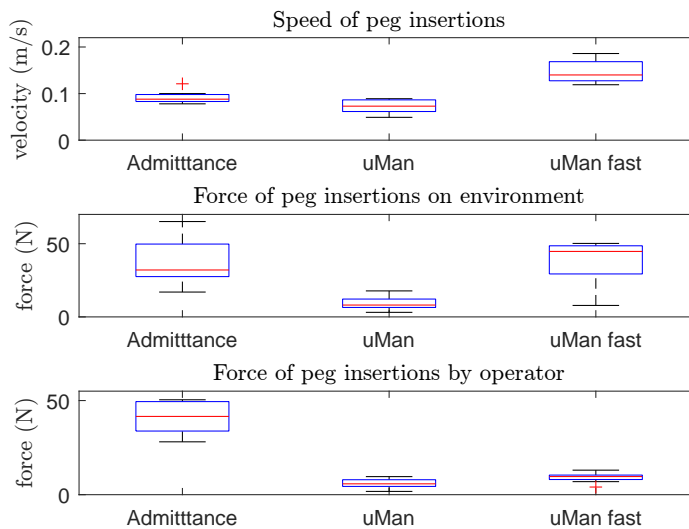 Speed of peg insertions
velocity (m/s)
0.2
0.1
0
Admitttance uMan uMan fast
Force of peg insertions on environment
force (N)
50
0
Admitttance uMan uMan fast
Force of peg insertions by operator
force (N)
50
0
Admitttance uMan uMan fast